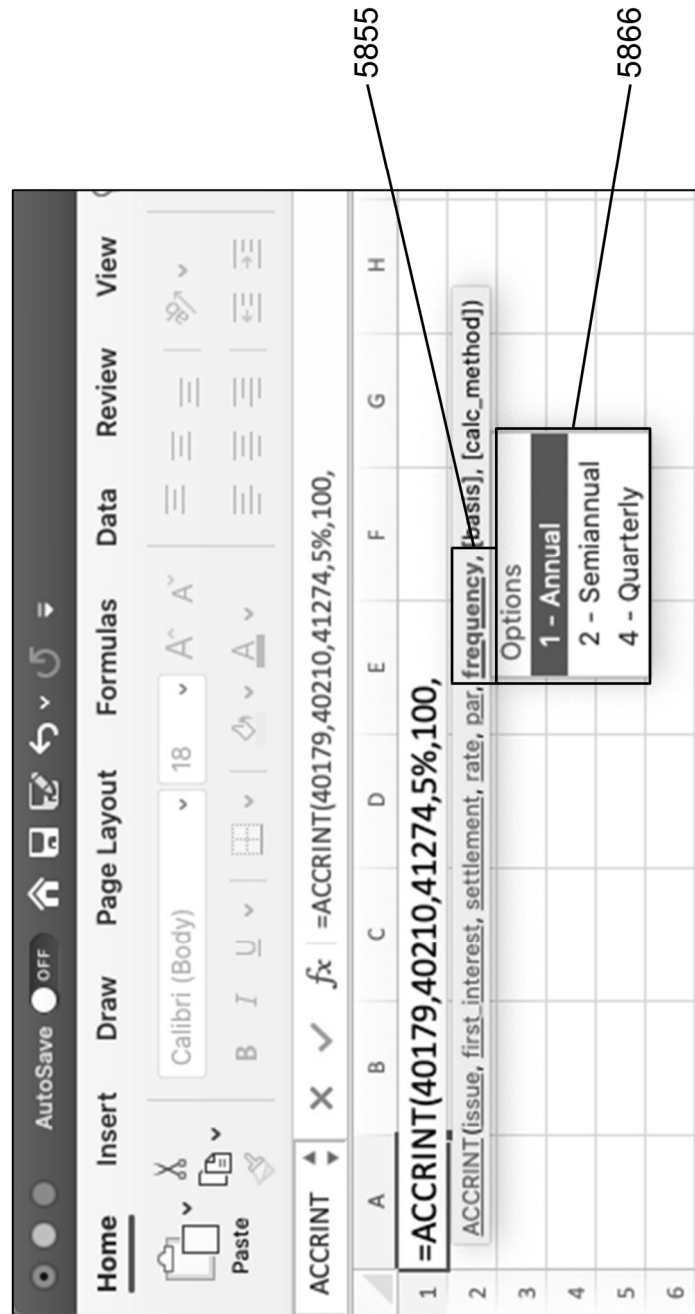 AutoSave OFF
Home Insert Draw Page Layout Formulas Data Review View
Calibri (Body) 18 A^ Aˇ
Paste B I U A ab
ACCRINT fx =ACCRINT(40179,40210,41274,5%,100,
A B C D E F G H
1 =ACCRINT(40179,40210,41274,5%,100,
2 ACCRINT(issue, first_interest, settlement, rate, par, frequency, [basis], [calc_method])
Options
3 1 - Annual
4 2 - Semiannual
5 4 - Quarterly
6
5855
5866